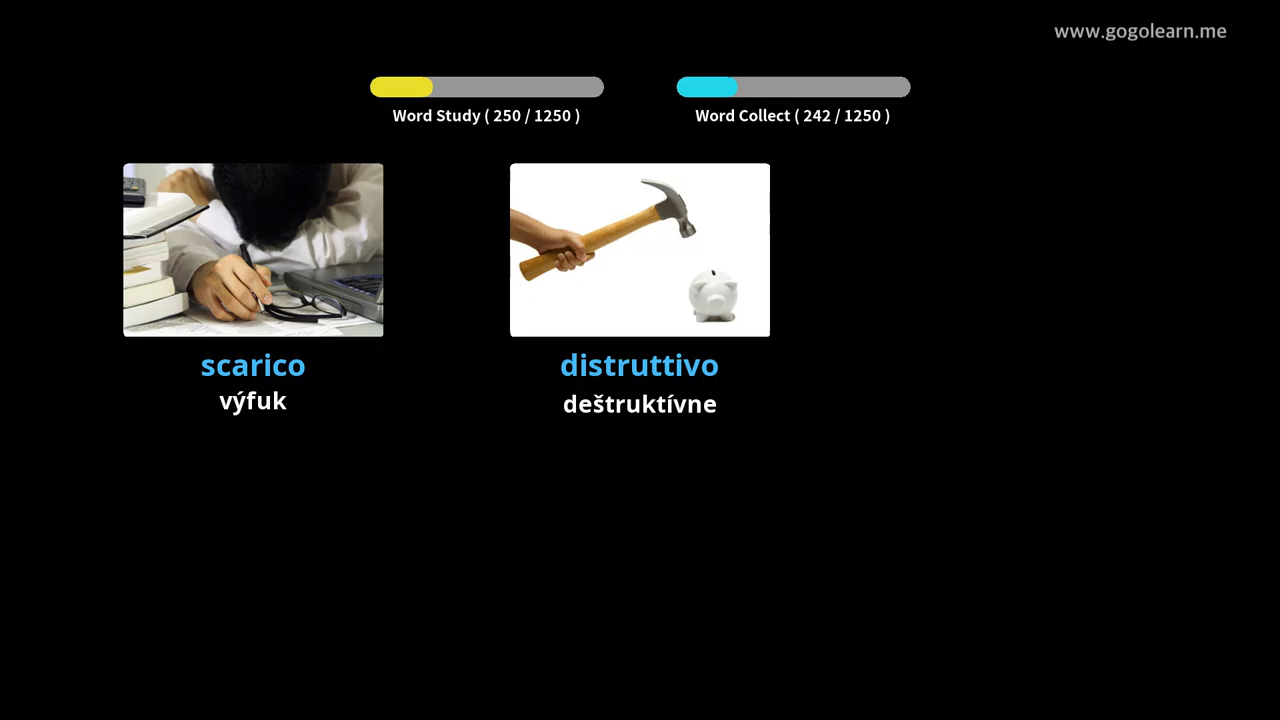 www.gogolearn.me
Word Study ( 250 / 1250 )
Word Collect ( 242 / 1250 )
scarico
výfuk
distruttivo
deštruktívne